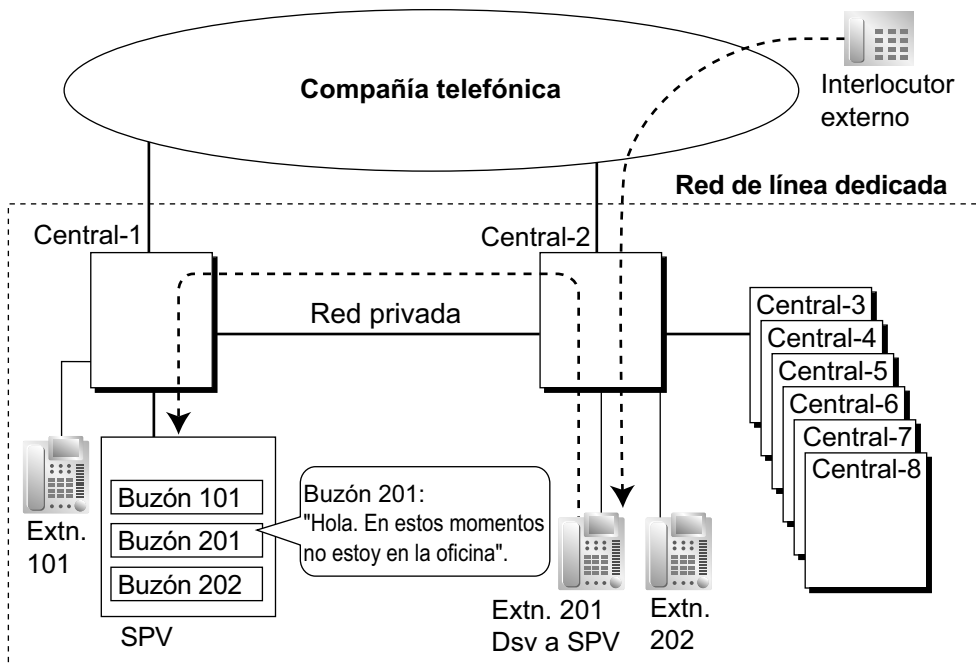 Compañía telefónica
Interlocutor
externo
Red de línea dedicada
Central-1
Central-2
Red privada
Central-3
Central-4
Central-5
Central-6
Central-7
Central-8
Extn.
101
Buzón 101
Buzón 201
Buzón 202
SPV
Buzón 201:
"Hola. En estos momentos
no estoy en la oficina".
Extn. 201
Dsv a SPV
Extn.
202